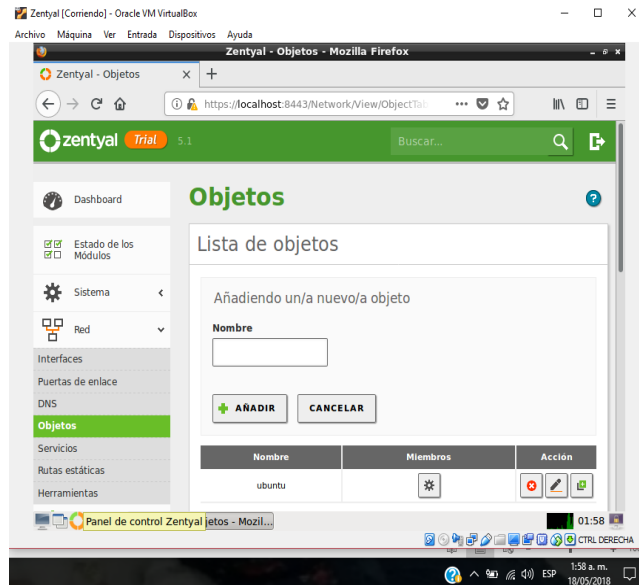 Zentyal [Corriendo] - Oracle VM VirtualBox
Archivo Máquina Ver Entrada Dispositivos Ayuda
Zentyal - Objetos - Mozilla Firefox
Zentyal - Objetos
https://localhost:8443/Network/View/ObjectTab
zentyal Trial 5.1 Buscar...
Dashboard
Estado de los
Módulos
Sistema
Red
Interfaces
Puertas de enlace
DNS
Objetos
Servicios
Rutas estáticas
Herramientas
Objetos
Lista de objetos
Añadiendo un/a nuevo/a objeto
Nombre
AÑADIR CANCELAR
Nombre Miembros Acción
ubuntu
Panel de control Zentyal jetos - Mozil... 01:58
CTRL DERECHA
ESP 1:58 a. m.
18/05/2018